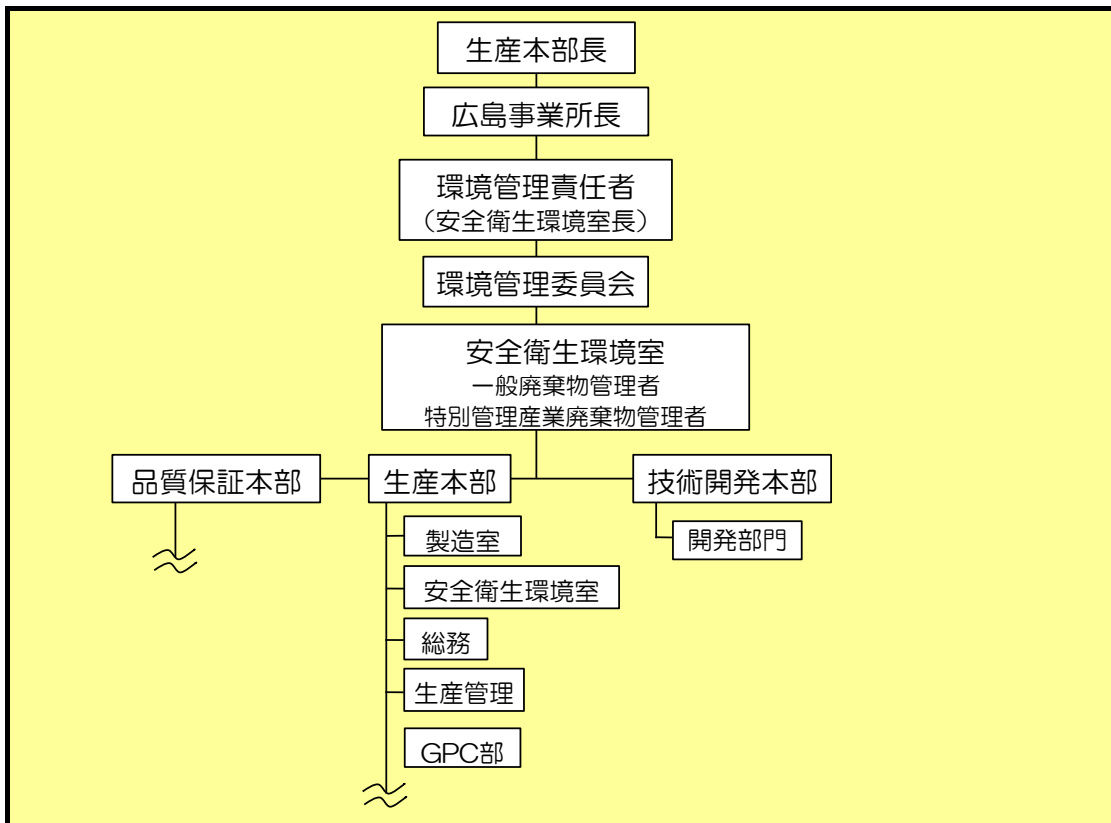 生産本部長
広島事業所長
環境管理責任者
（安全衛生環境室長）
環境管理委員会
安全衛生環境室
一般廃棄物管理者
特別管理産業廃棄物管理者
品質保証本部
生産本部
技術開発本部
製造室
開発部門
安全衛生環境室
総務
生産管理
GPC部